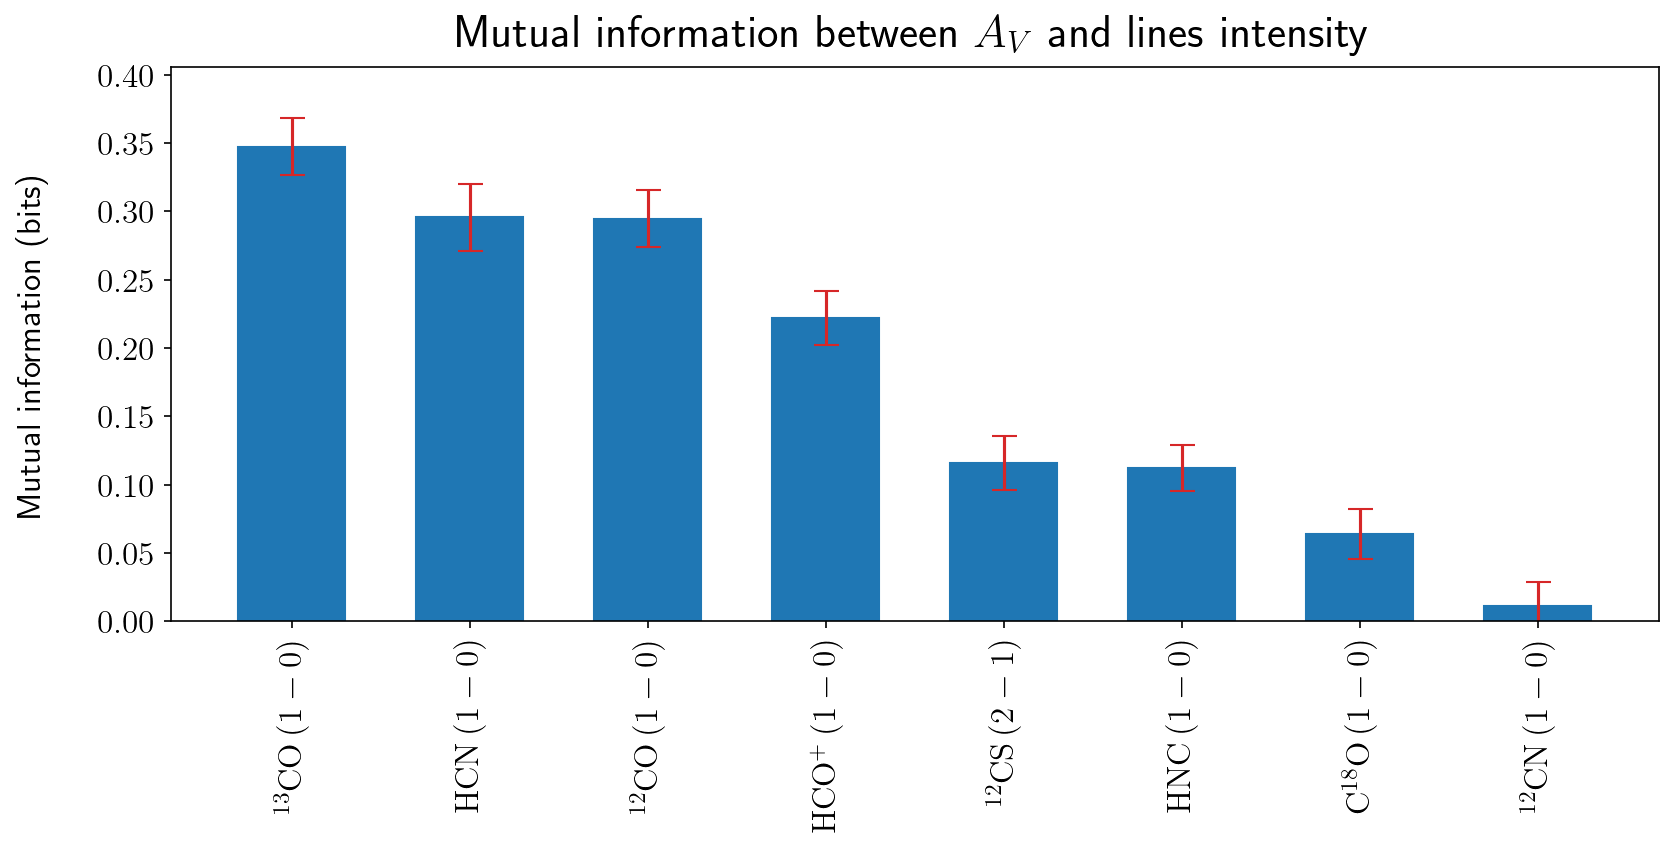 Mutual information between $A_V$ and lines intensity
Mutual information (bits)
0.40
0.35
0.30
0.25
0.20
0.15
0.10
0.05
0.00
¹³CO (1 − 0)
HCN (1 − 0)
¹²CO (1 − 0)
HCO⁺ (1 − 0)
¹²CS (2 − 1)
HNC (1 − 0)
C¹⁸O (1 − 0)
¹²CN (1 − 0)